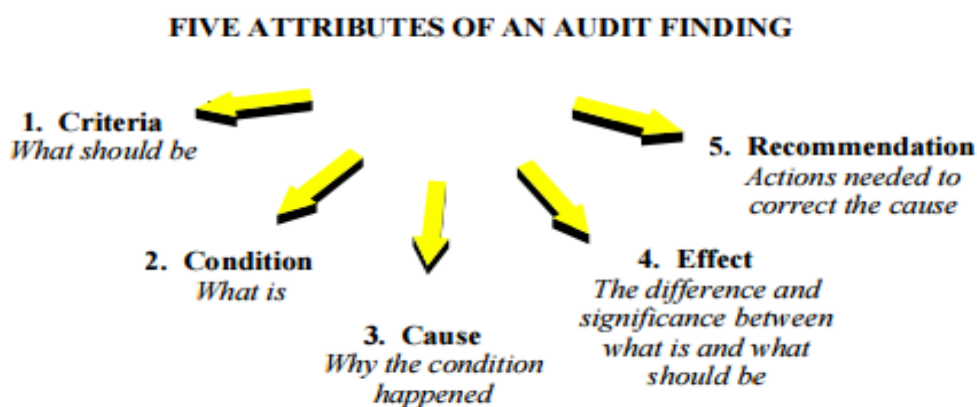 FIVE ATTRIBUTES OF AN AUDIT FINDING
1. Criteria
What should be
2. Condition
What is
3. Cause
Why the condition
happened
4. Effect
The difference and
significance between
what is and what
should be
5. Recommendation
Actions needed to
correct the cause